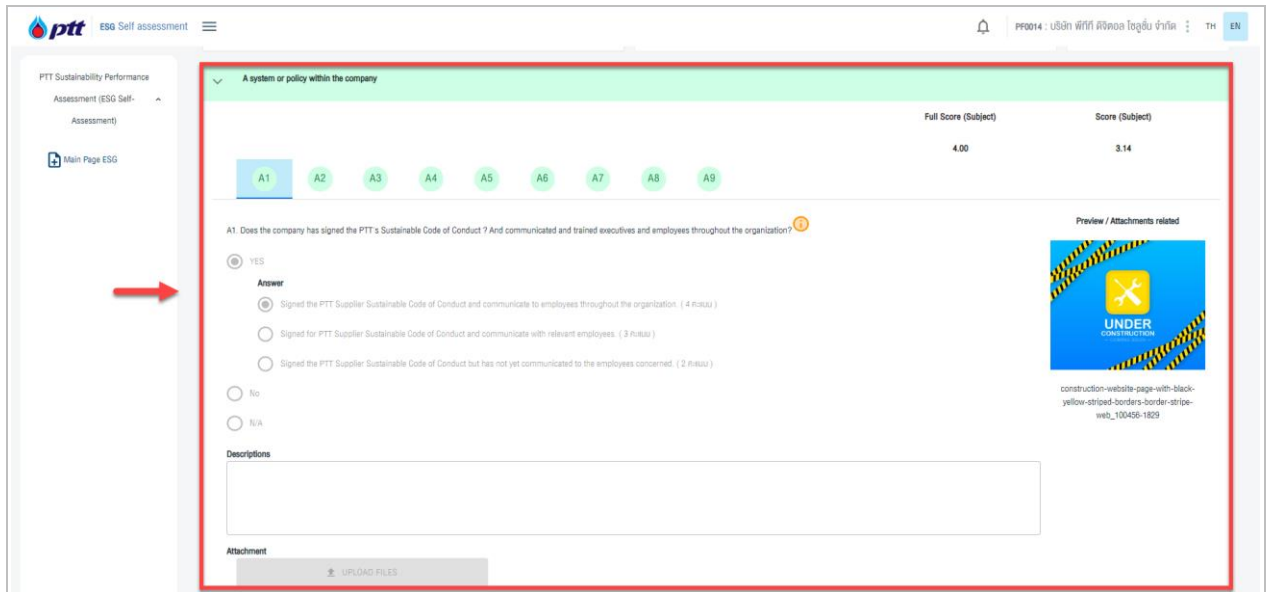 ptt ESG Self assessment
PF0014 : บริษัท พีทีที ดิจิตอล โซลูชั่น จำกัด TH EN
PTT Sustainability Performance
Assessment (ESG Self-
Assessment)
Main Page ESG
A system or policy within the company
Full Score (Subject) Score (Subject)
4.00 3.14
A1 A2 A3 A4 A5 A6 A7 A8 A9
A1. Does the company has signed the PTT's Sustainable Code of Conduct ? And communicated and trained executives and employees throughout the organization?
Preview / Attachments related
YES
Answer
Signed the PTT Supplier Sustainable Code of Conduct and communicate to employees throughout the organization. ( 4 คะแนน )
Signed for PTT Supplier Sustainable Code of Conduct and communicate with relevant employees. ( 3 คะแนน )
Signed the PTT Supplier Sustainable Code of Conduct but has not yet communicated to the employees concerned. ( 2 คะแนน )
UNDER
CONSTRUCTION
No
N/A
construction-website-page-with-black-
yellow-striped-borders-border-stripe-
web_100456-1829
Descriptions
Attachment
UPLOAD FILES